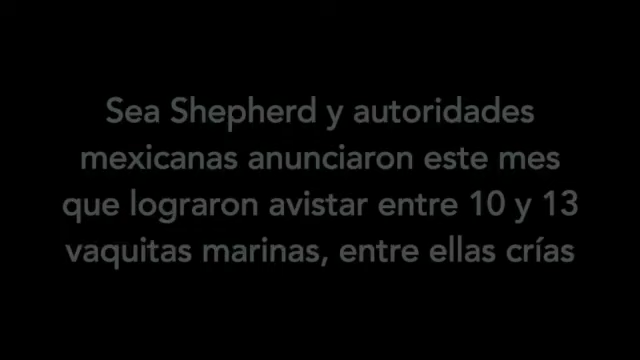 Sea Shepherd y autoridades
mexicanas anunciaron este mes
que lograron avistar entre 10 y 13
vaquitas marinas, entre ellas crías